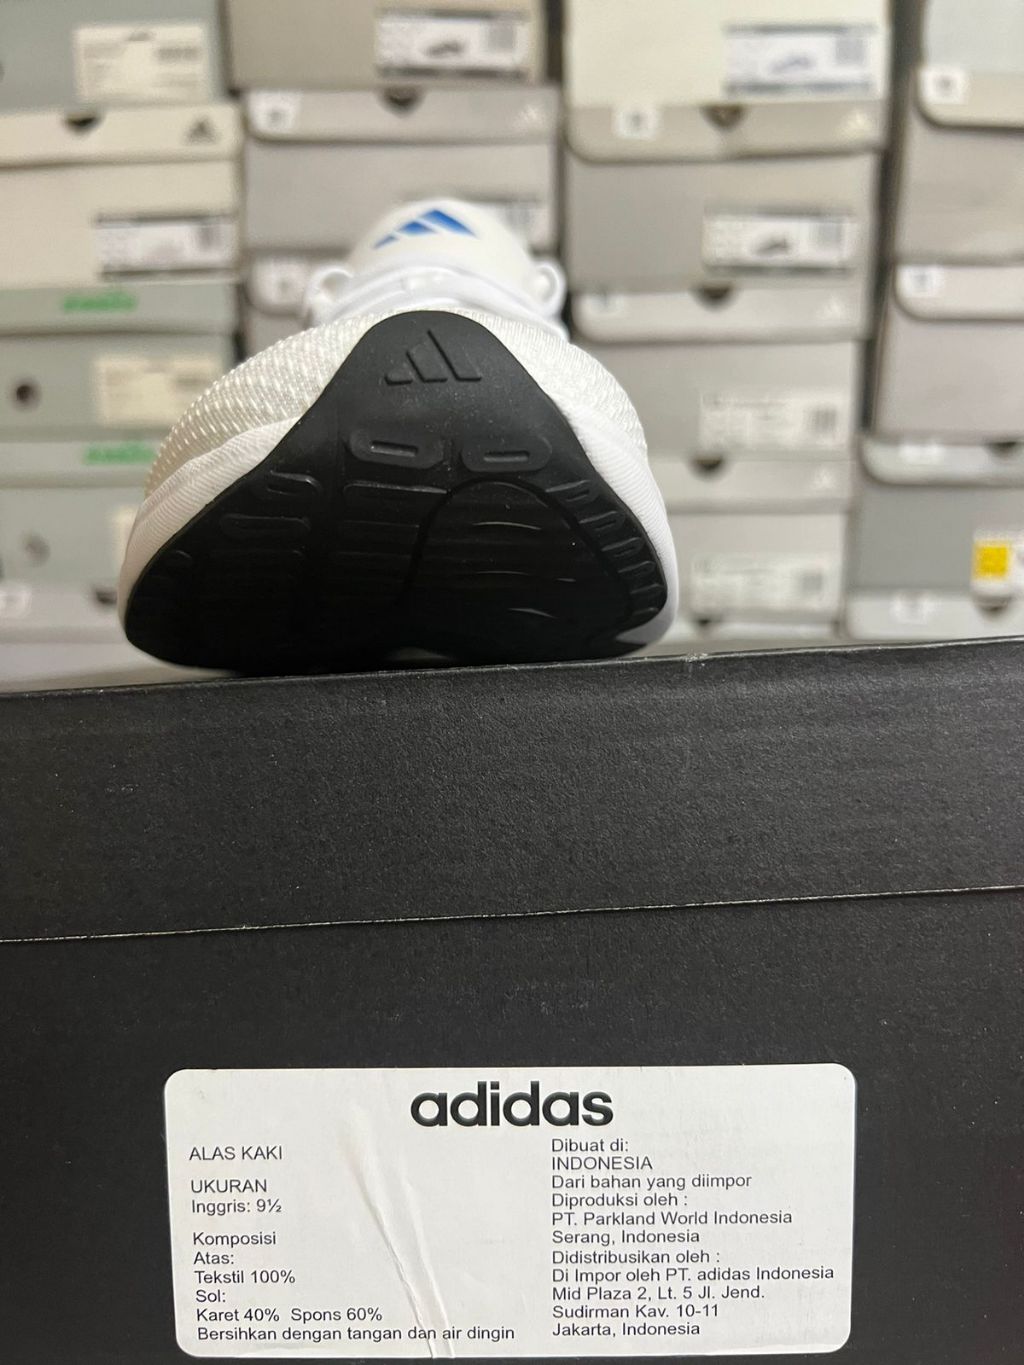 adidas
ALAS KAKI
UKURAN
Inggris: 9½
Komposisi
Atas:
Tekstil 100%
Sol:
Karet 40% Spons 60%
Bersihkan dengan tangan dan air dingin
Dibuat di:
INDONESIA
Dari bahan yang diimpor
Diproduksi oleh :
PT. Parkland World Indonesia
Serang, Indonesia
Didistribusikan oleh :
Di Impor oleh PT. adidas Indonesia
Mid Plaza 2, Lt. 5 Jl. Jend.
Sudirman Kav. 10-11
Jakarta, Indonesia